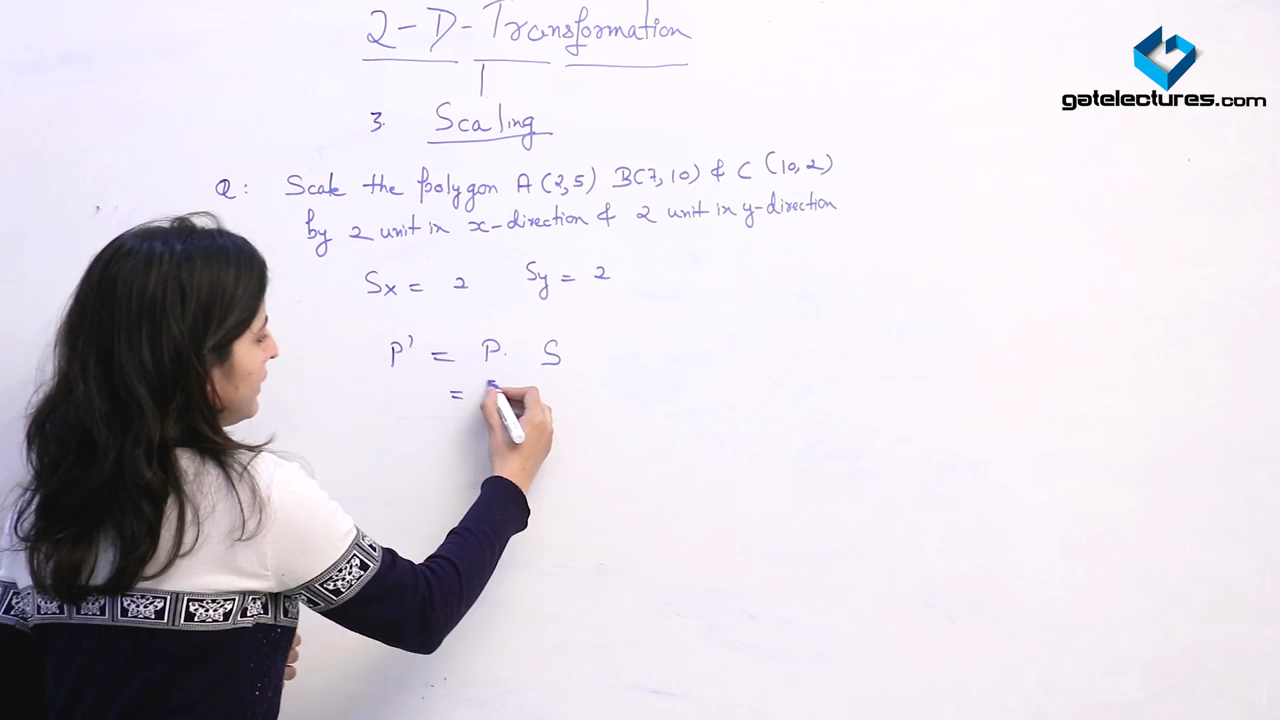 2-D-Transformation
gatelectures.com
3. Scaling
Q: Scale the polygon A (2,5) B(7,10) & C (10,2)
by 2 unit in x-direction & 2 unit in y-direction
Sx = 2 Sy = 2
P' = P. S
=